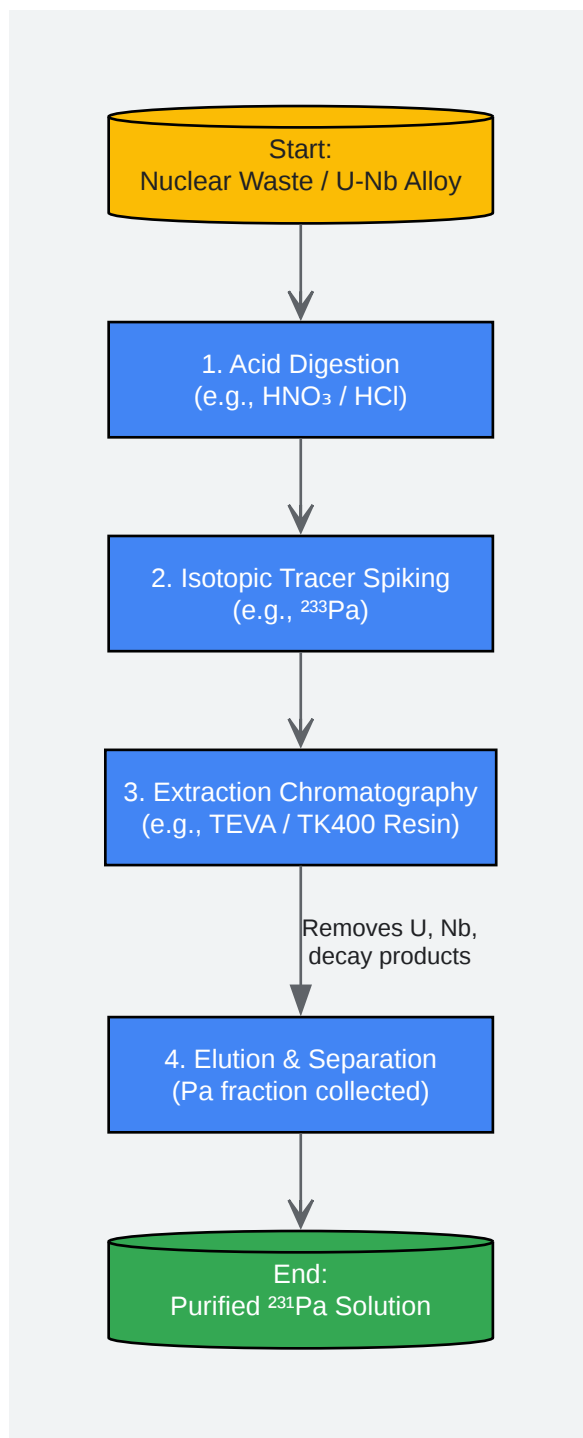 Start:
Nuclear Waste / U-Nb Alloy
1. Acid Digestion
(e.g., HNO₃ / HCl)
2. Isotopic Tracer Spiking
(e.g., ²³³Pa)
3. Extraction Chromatography
(e.g., TEVA / TK400 Resin)
Removes U, Nb,
decay products
4. Elution & Separation
(Pa fraction collected)
End:
Purified ²³¹Pa Solution